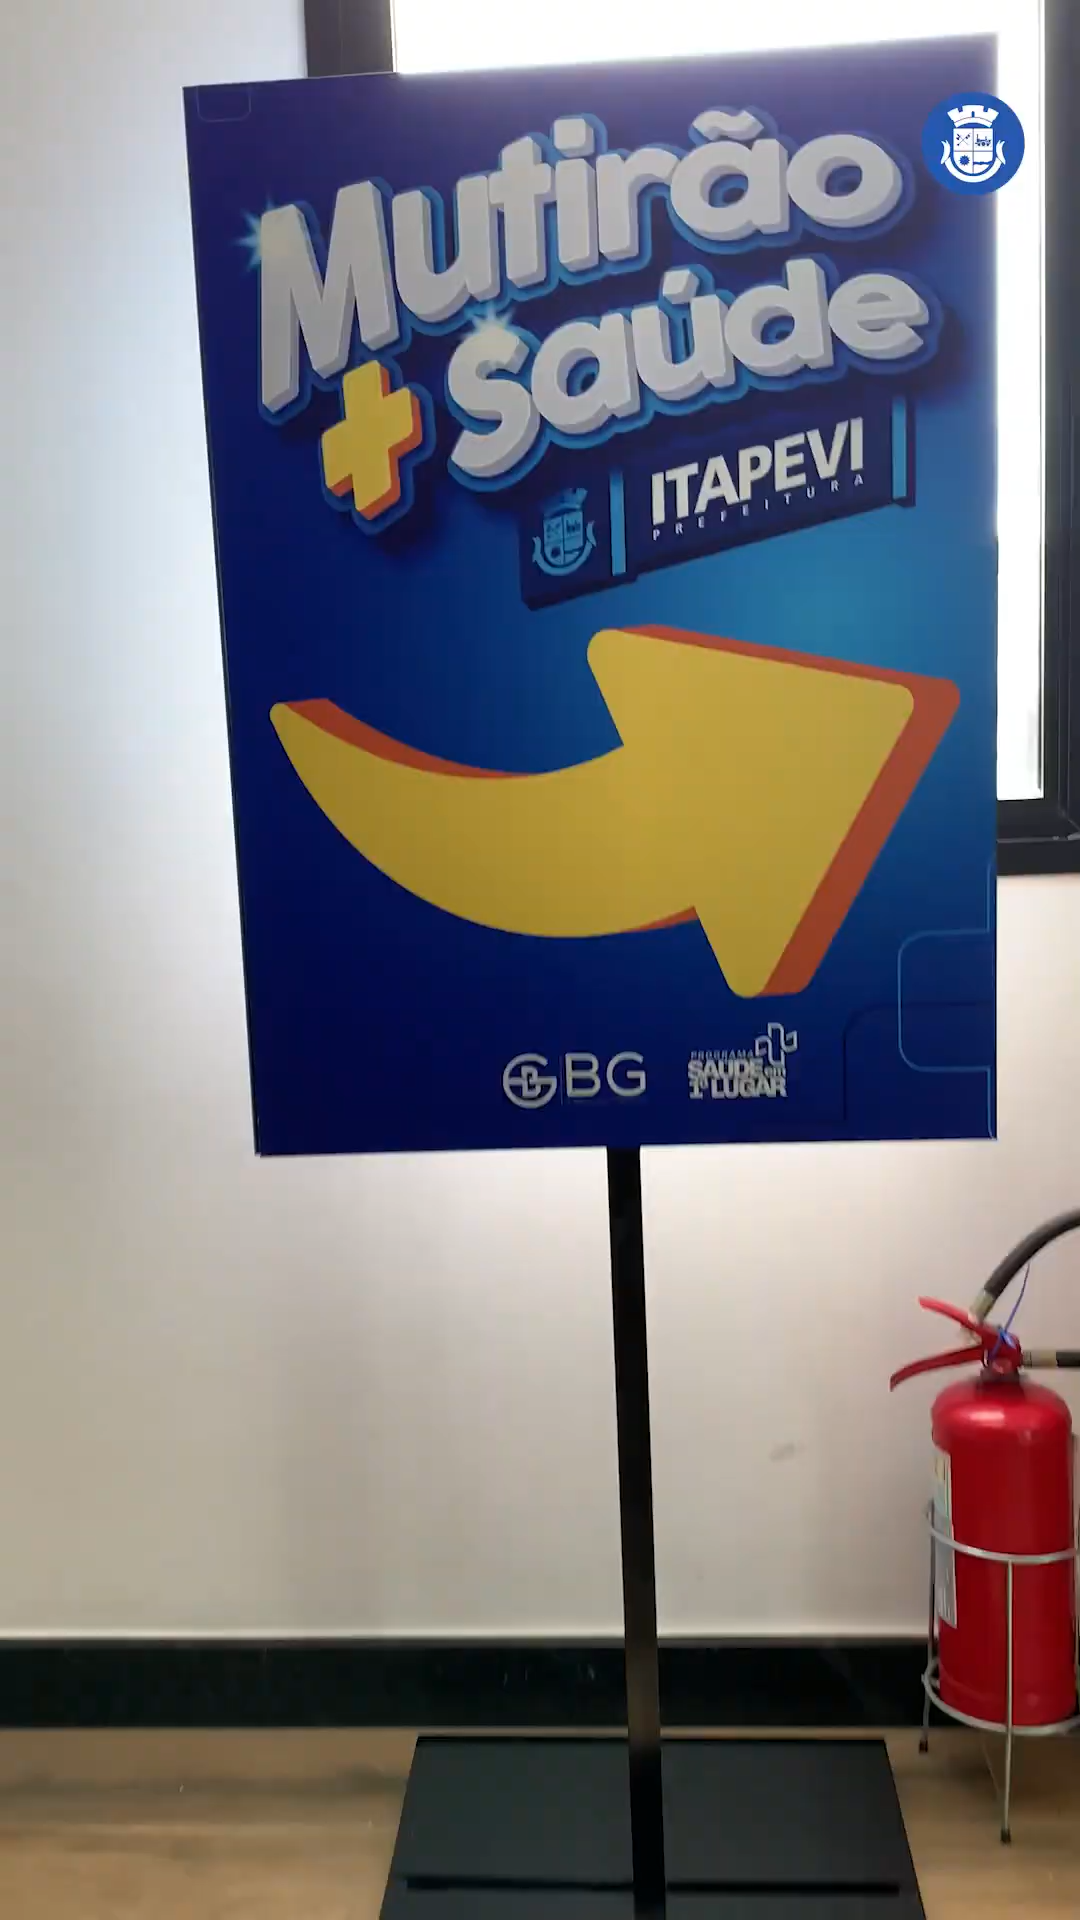 Mutirão
+ Saúde
ITAPEVI
PREFEITURA
BG
PROGRAMA
SAÚDE em
1º LUGAR